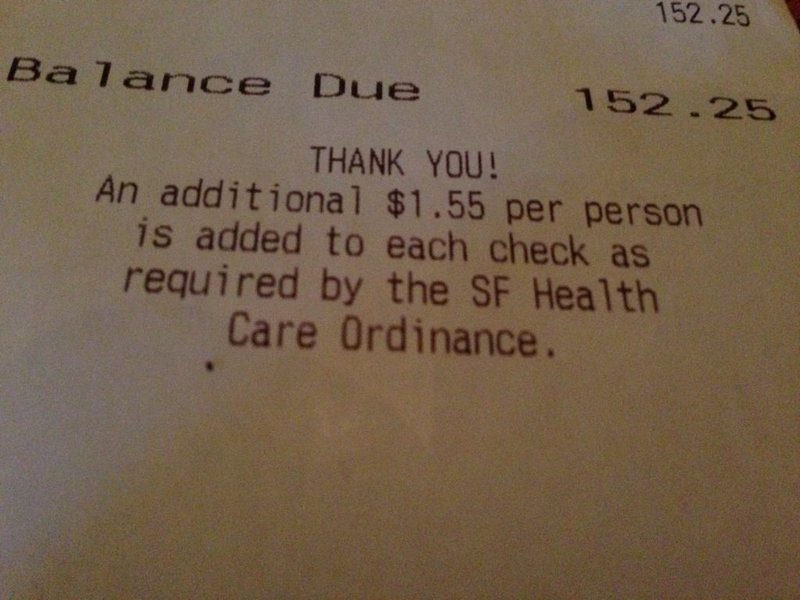 152.25
Balance Due 152.25
THANK YOU!
An additional $1.55 per person
is added to each check as
required by the SF Health
Care Ordinance.